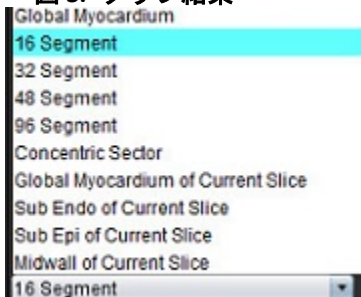 Global Myocardium
16 Segment
32 Segment
48 Segment
96 Segment
Concentric Sector
Global Myocardium of Current Slice
Sub Endo of Current Slice
Sub Epi of Current Slice
Midwall of Current Slice
16 Segment